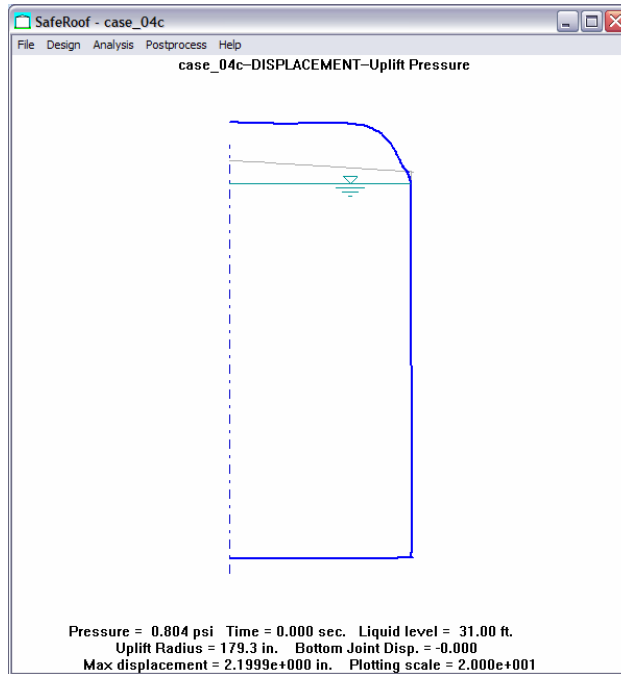 SafeRoof - case_04c
File Design Analysis Postprocess Help
case_04c-DISPLACEMENT-Uplift Pressure
Pressure = 0.804 psi Time = 0.000 sec. Liquid level = 31.00 ft.
Uplift Radius = 179.3 in. Bottom Joint Disp. = -0.000
Max displacement = 2.1999e+000 in. Plotting scale = 2.000e+001